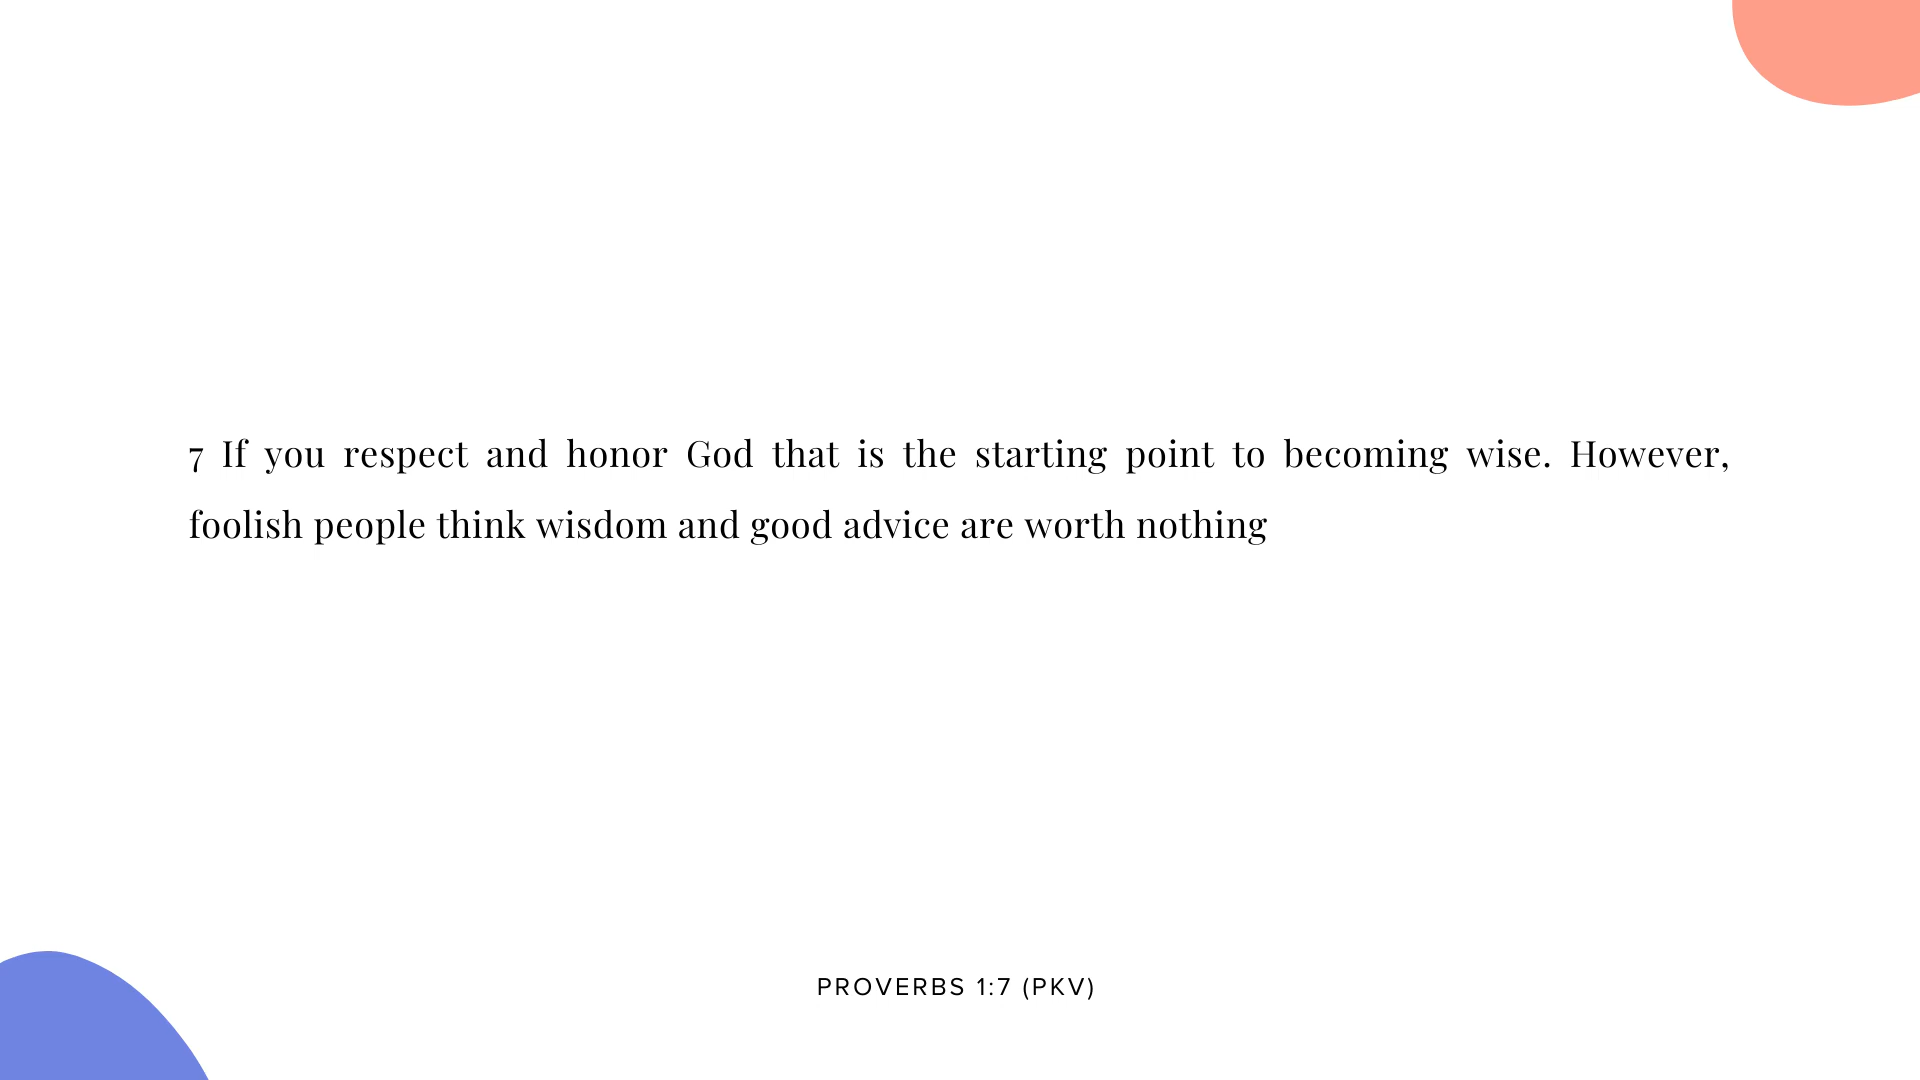 7 If you respect and honor God that is the starting point to becoming wise. However,
foolish people think wisdom and good advice are worth nothing
PROVERBS 1:7 (PKV)